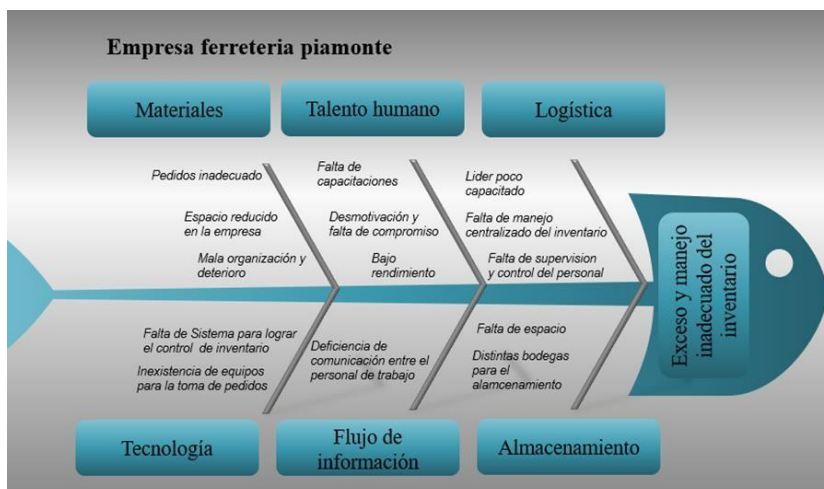 Empresa ferreteria piamonte
Materiales
Talento humano
Logística
Pedidos inadecuado
Espacio reducido
en la empresa
Mala organización y
deterioro
Falta de
capacitaciones
Desmotivación y
falta de compromiso
Bajo
rendimiento
Lider poco
capacitado
Falta de manejo
centralizado del inventario
Falta de supervision
y control del personal
Exceso y manejo
inadecuado del
inventario
Falta de Sistema para lograr
el control de inventario
Inexistencia de equipos
para la toma de pedidos
Deficiencia de
comunicación entre el
personal de trabajo
Falta de espacio
Distintas bodegas
para el
alamcenamiento
Tecnología
Flujo de
información
Almacenamiento